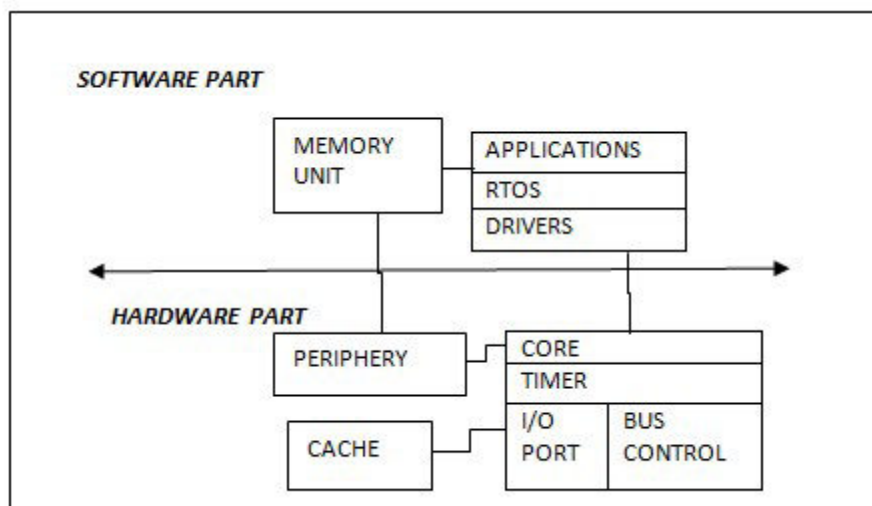 SOFTWARE PART
MEMORY
UNIT
APPLICATIONS
RTOS
DRIVERS
HARDWARE PART
PERIPHERY
CORE
TIMER
I/O
PORT
BUS
CONTROL
CACHE